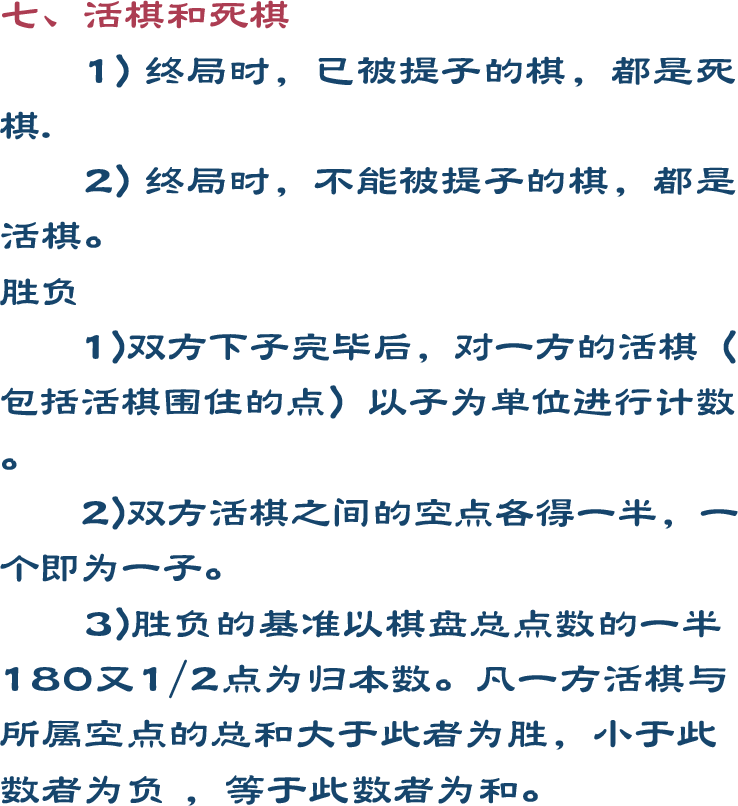 七、活棋和死棋
1) 终局时，已被提子的棋，都是死
棋.
2) 终局时，不能被提子的棋，都是
活棋。
胜负
1)双方下子完毕后，对一方的活棋（
包括活棋围住的点）以子为单位进行计数
。
2)双方活棋之间的空点各得一半，一
个即为一子。
3)胜负的基准以棋盘总点数的一半
180又1/2点为归本数。凡一方活棋与
所属空点的总和大于此者为胜，小于此
数者为负 ，等于此数者为和。